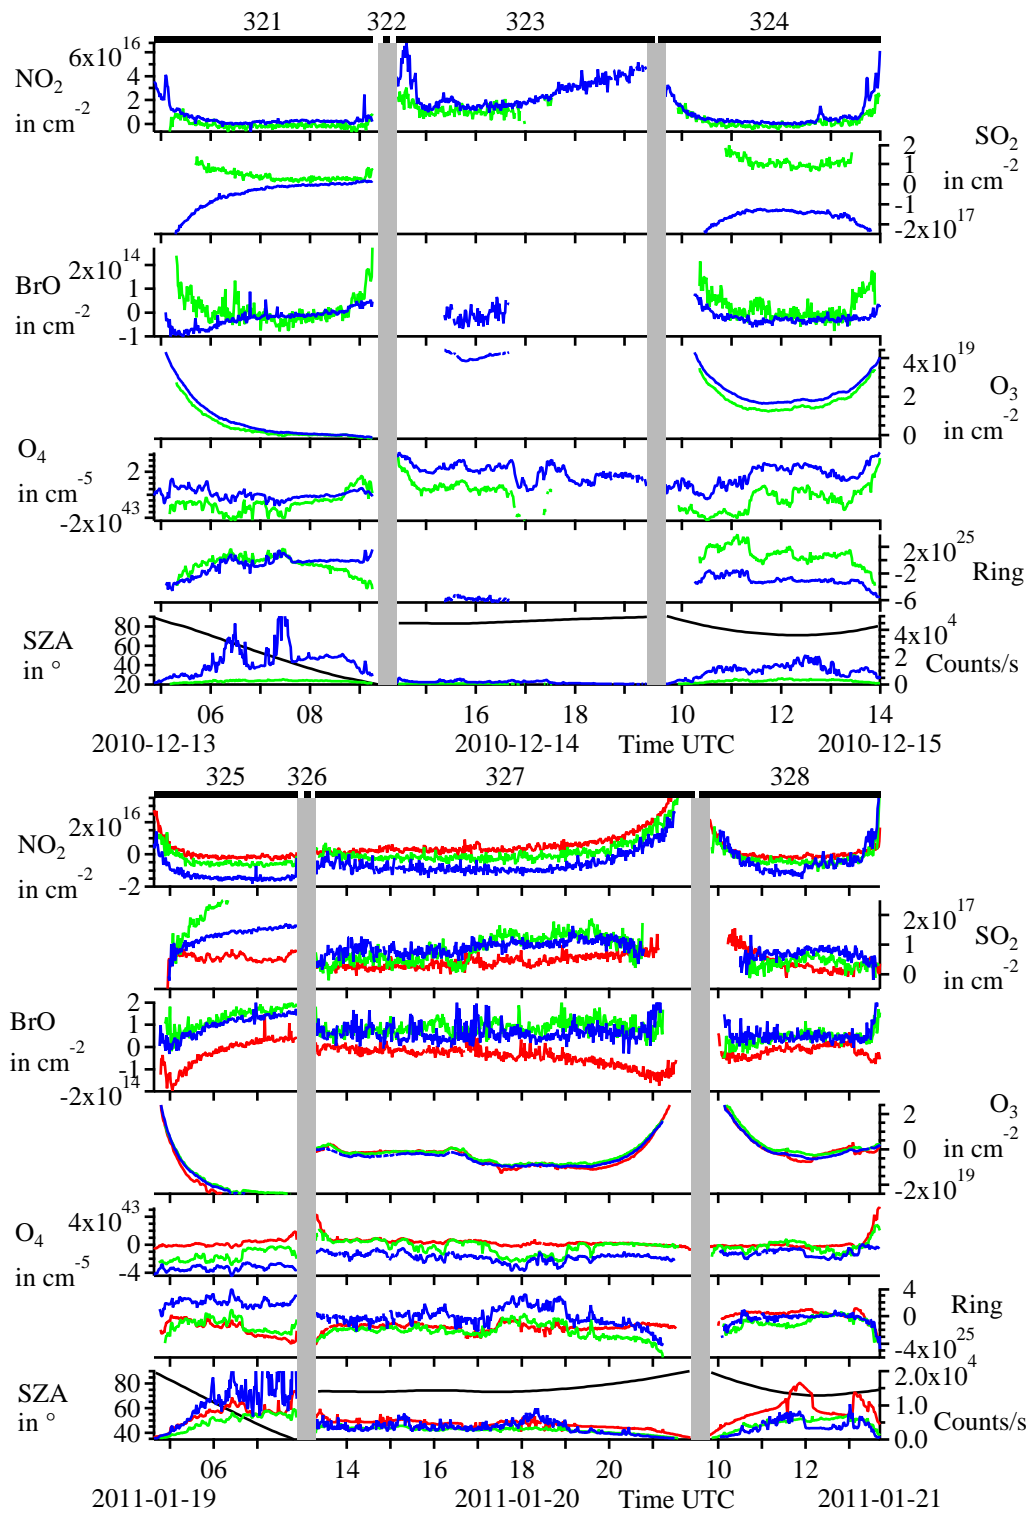 321 322 323 324
NO2
in cm-2
6x10^16
4
2
0
SO2
in cm-2
2
1
0
-1
-2x10^17
BrO
in cm-2
2x10^14
1
0
-1
O3
in cm-2
4x10^19
2
0
O4
in cm-5
2
-2x10^43
Ring
2x10^25
-2
-6
SZA
in °
80
60
40
20
Counts/s
4x10^4
2
0
06 08 16 18 10 12 14
2010-12-13 2010-12-14 Time UTC 2010-12-15
325 326 327 328
NO2
in cm-2
2x10^16
0
-2
SO2
in cm-2
2x10^17
1
0
BrO
in cm-2
2
1
0
-1
-2x10^14
O3
in cm-2
2
0
-2x10^19
O4
in cm-5
4x10^43
0
-4
Ring
4
0
-4x10^25
SZA
in °
80
60
40
Counts/s
2.0x10^4
1.0
0.0
06 14 16 18 20 10 12
2011-01-19 2011-01-20 Time UTC 2011-01-21